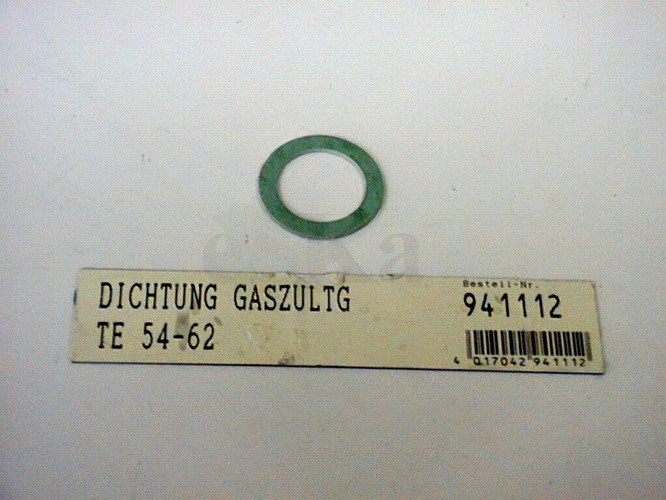 DICHTUNG GASZULTG
TE 54-62
Bestell-Nr.
941112
4 017042 941112